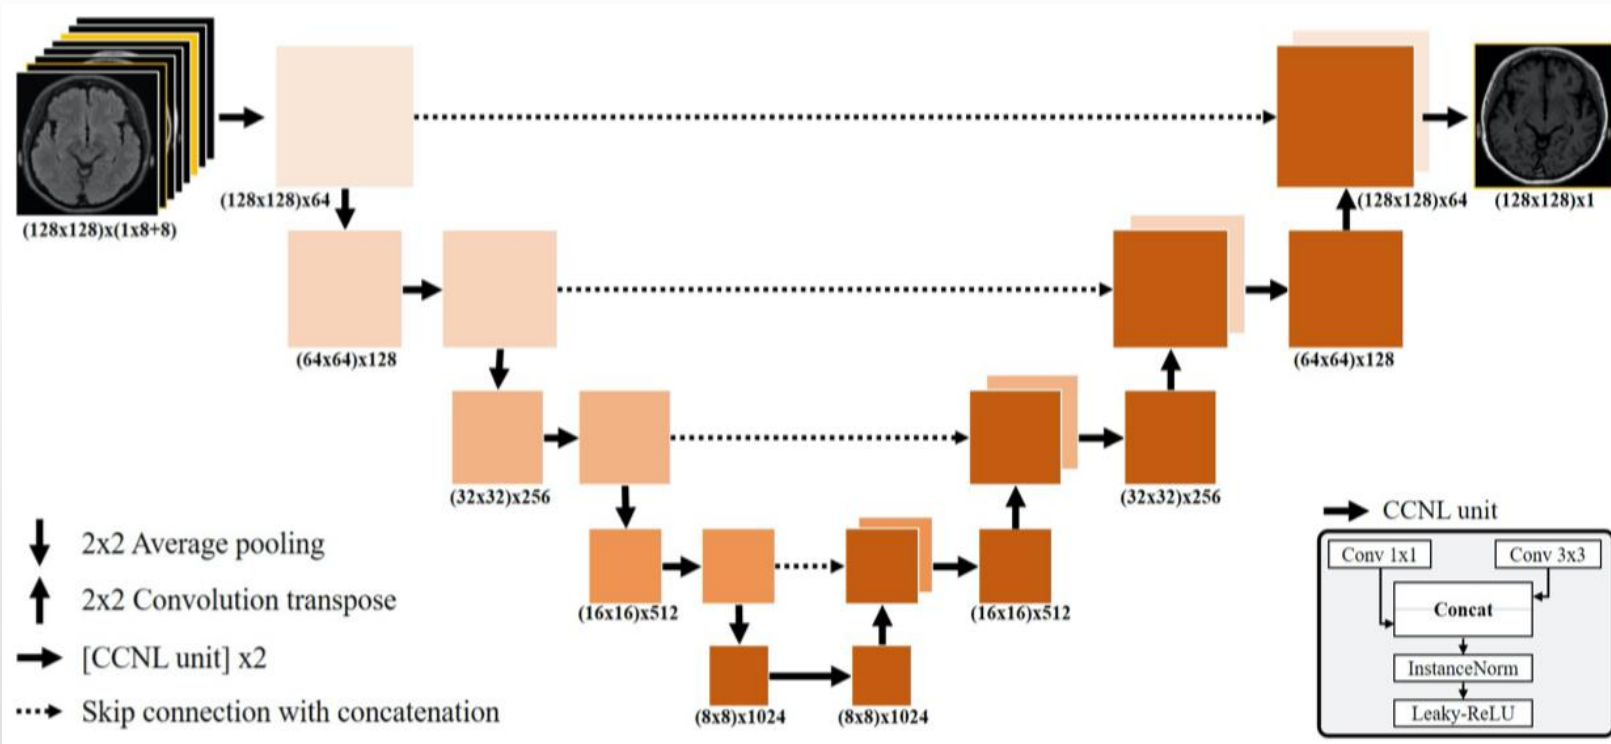 (128x128)x(1x8+8)
(128x128)x64
(128x128)x64
(128x128)x1
(64x64)x128
(64x64)x128
(32x32)x256
(32x32)x256
(16x16)x512
(16x16)x512
(8x8)x1024
(8x8)x1024
2x2 Average pooling
2x2 Convolution transpose
[CCNL unit] x2
Skip connection with concatenation
CCNL unit
Conv 1x1
Conv 3x3
Concat
InstanceNorm
Leaky-ReLU